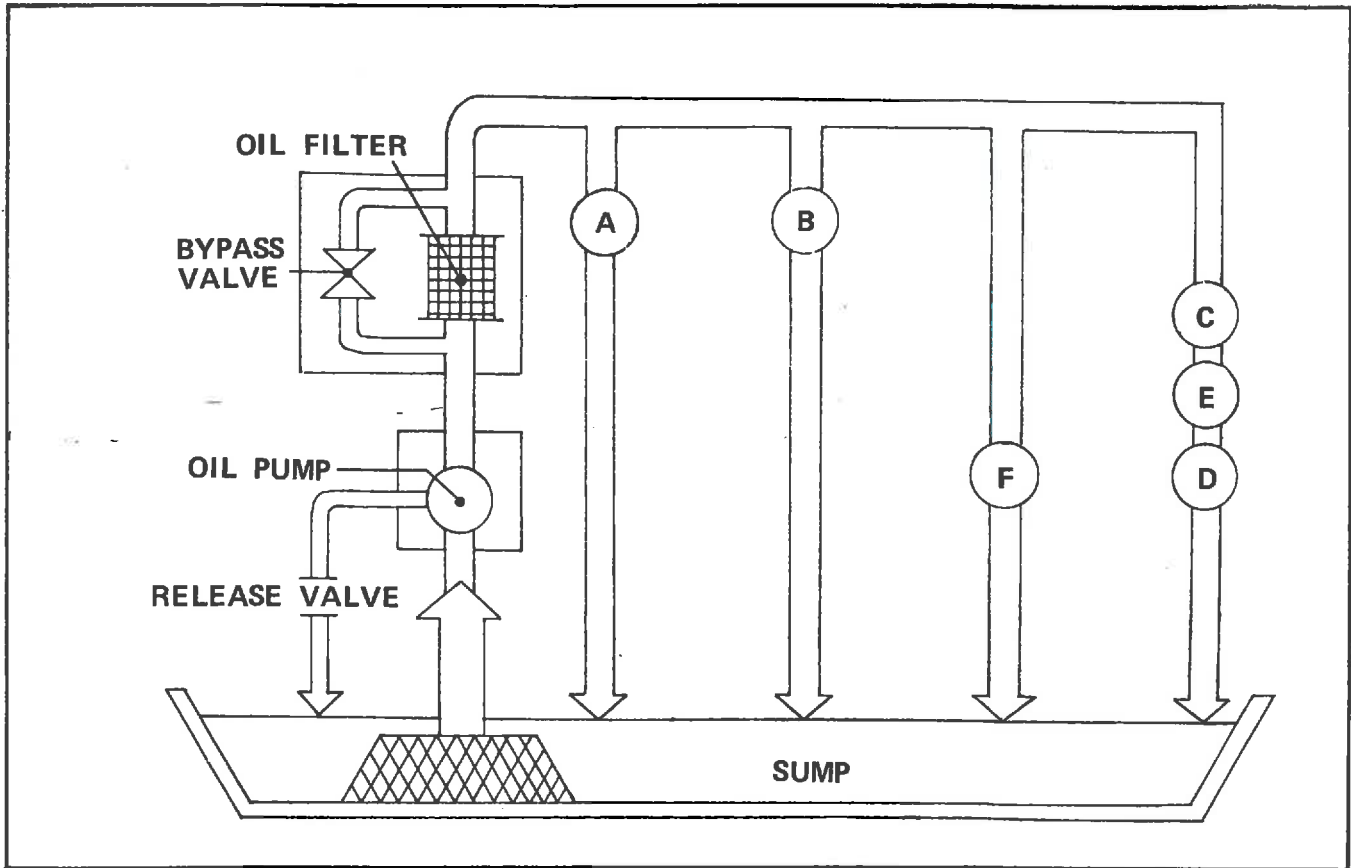 OIL FILTER
BYPASS
VALVE
A
B
C
E
OIL PUMP
F
D
RELEASE VALVE
SUMP